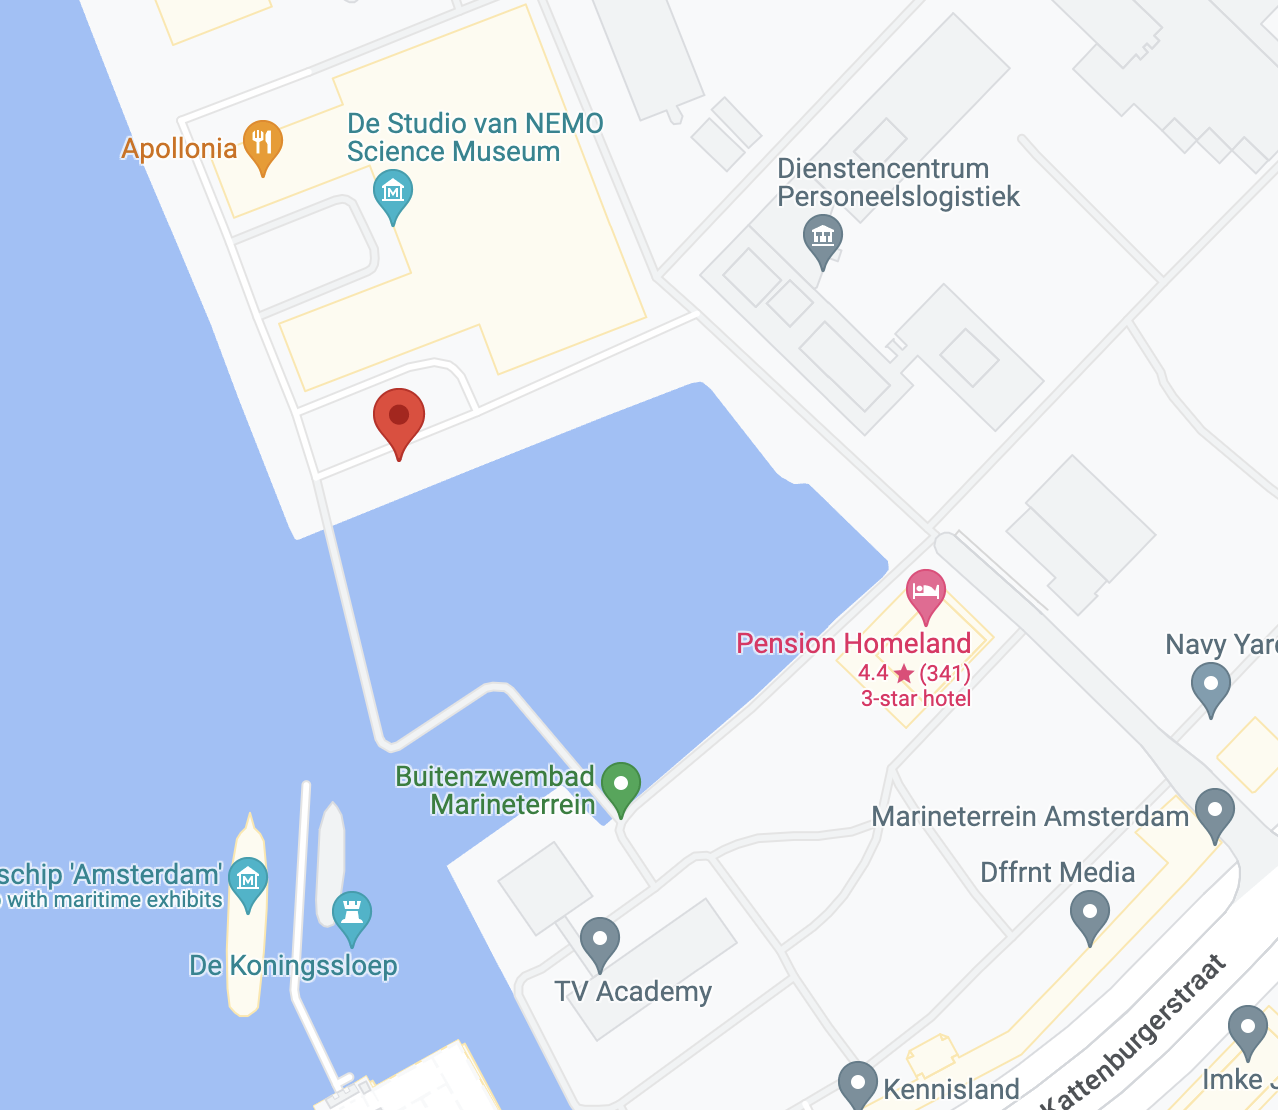 De Studio van NEMO
Science Museum
Apollonia
Dienstencentrum
Personeelslogistiek
Pension Homeland
4.4 ★ (341)
3-star hotel
Navy Yard
Buitenzwembad
Marineterrein
Marineterrein Amsterdam
schip 'Amsterdam'
with maritime exhibits
Dffrnt Media
De Koningssloep
TV Academy
Kattenburgerstraat
Kennisland
Imke J